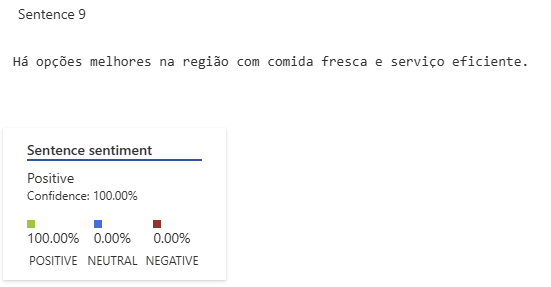 Sentence 9
Há opções melhores na região com comida fresca e serviço eficiente.
Sentence sentiment
Positive
Confidence: 100.00%
100.00% 0.00% 0.00%
POSITIVE NEUTRAL NEGATIVE